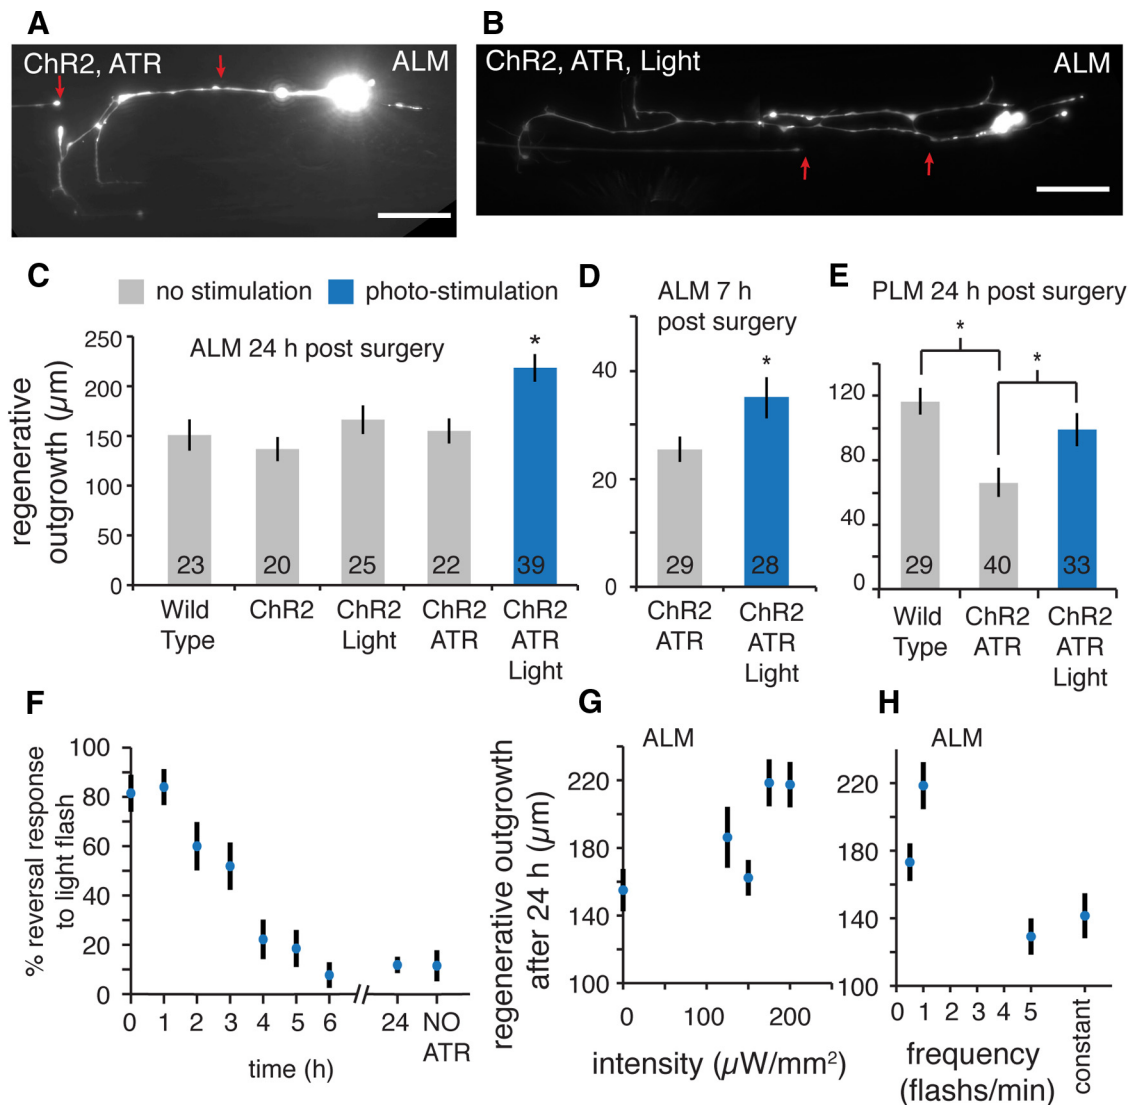 A
ChR2, ATR
ALM
B
ChR2, ATR, Light
ALM
C
no stimulation
photo-stimulation
ALM 24 h post surgery
regenerative
outgrowth (µm)
250
200
150
100
50
0
*
23
20
25
22
39
Wild
Type
ChR2
ChR2
Light
ChR2
ATR
ChR2
ATR
Light
D
ALM 7 h
post surgery
40
20
0
*
29
28
ChR2
ATR
ChR2
ATR
Light
E
PLM 24 h post surgery
*
*
120
80
40
0
29
40
33
Wild
Type
ChR2
ATR
ChR2
ATR
Light
F
% reversal response
to light flash
100
80
60
40
20
0
0 1 2 3 4 5 6 24 NO
ATR
time (h)
G
ALM
regenerative outgrowth
after 24 h (µm)
220
180
140
100
0 100 200
intensity (µW/mm²)
H
ALM
220
180
140
100
0 1 2 3 4 5 constant
frequency
(flashs/min)